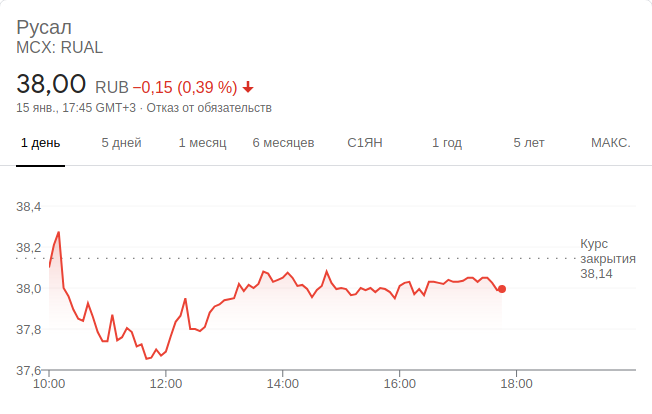 Русал
MCX: RUAL
38,00 RUB −0,15 (0,39 %)
15 янв., 17:45 GMT+3 · Отказ от обязательств
1 день 5 дней 1 месяц 6 месяцев С1ЯН 1 год 5 лет МАКС.
38,4
38,2
38,0
37,8
37,6
Курс
закрытия
38,14
10:00 12:00 14:00 16:00 18:00